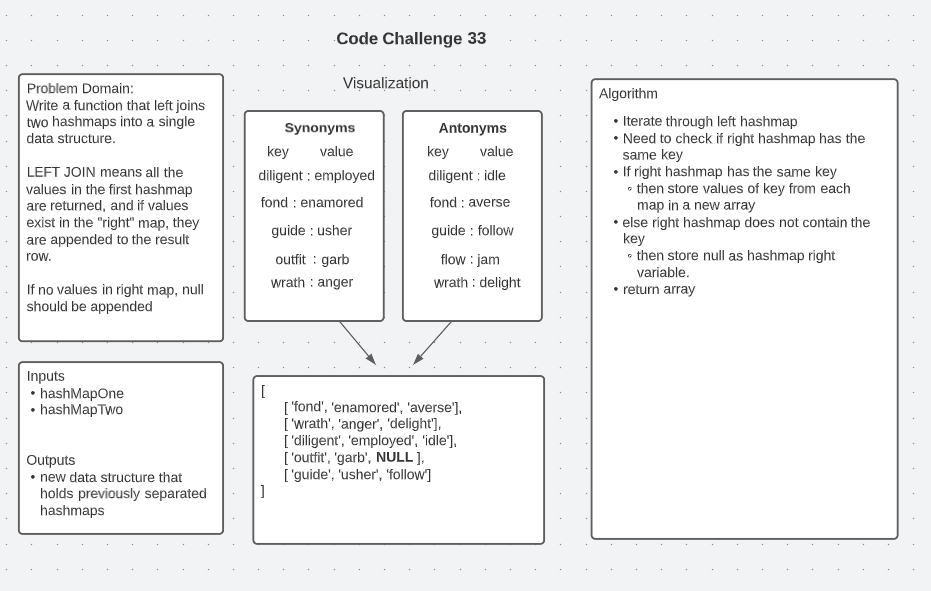 Code Challenge 33
Problem Domain:
Write a function that left joins
two hashmaps into a single
data structure.
LEFT JOIN means all the
values in the first hashmap
are returned, and if values
exist in the "right" map, they
are appended to the result
row.
If no values in right map, null
should be appended
Inputs
• hashMapOne
• hashMapTwo
Outputs
• new data structure that
holds previously separated
hashmaps
Visualization
Synonyms
key value
diligent : employed
fond : enamored
guide : usher
outfit : garb
wrath : anger
Antonyms
key value
diligent : idle
fond : averse
guide : follow
flow : jam
wrath : delight
[
[ 'fond', 'enamored', 'averse'],
[ 'wrath', 'anger', 'delight'],
[ 'diligent', 'employed', 'idle'],
[ 'outfit', 'garb', NULL ],
[ 'guide', 'usher', 'follow']
]
Algorithm
• Iterate through left hashmap
• Need to check if right hashmap has the
same key
• If right hashmap has the same key
◦ then store values of key from each
map in a new array
• else right hashmap does not contain the
key
◦ then store null as hashmap right
variable.
• return array